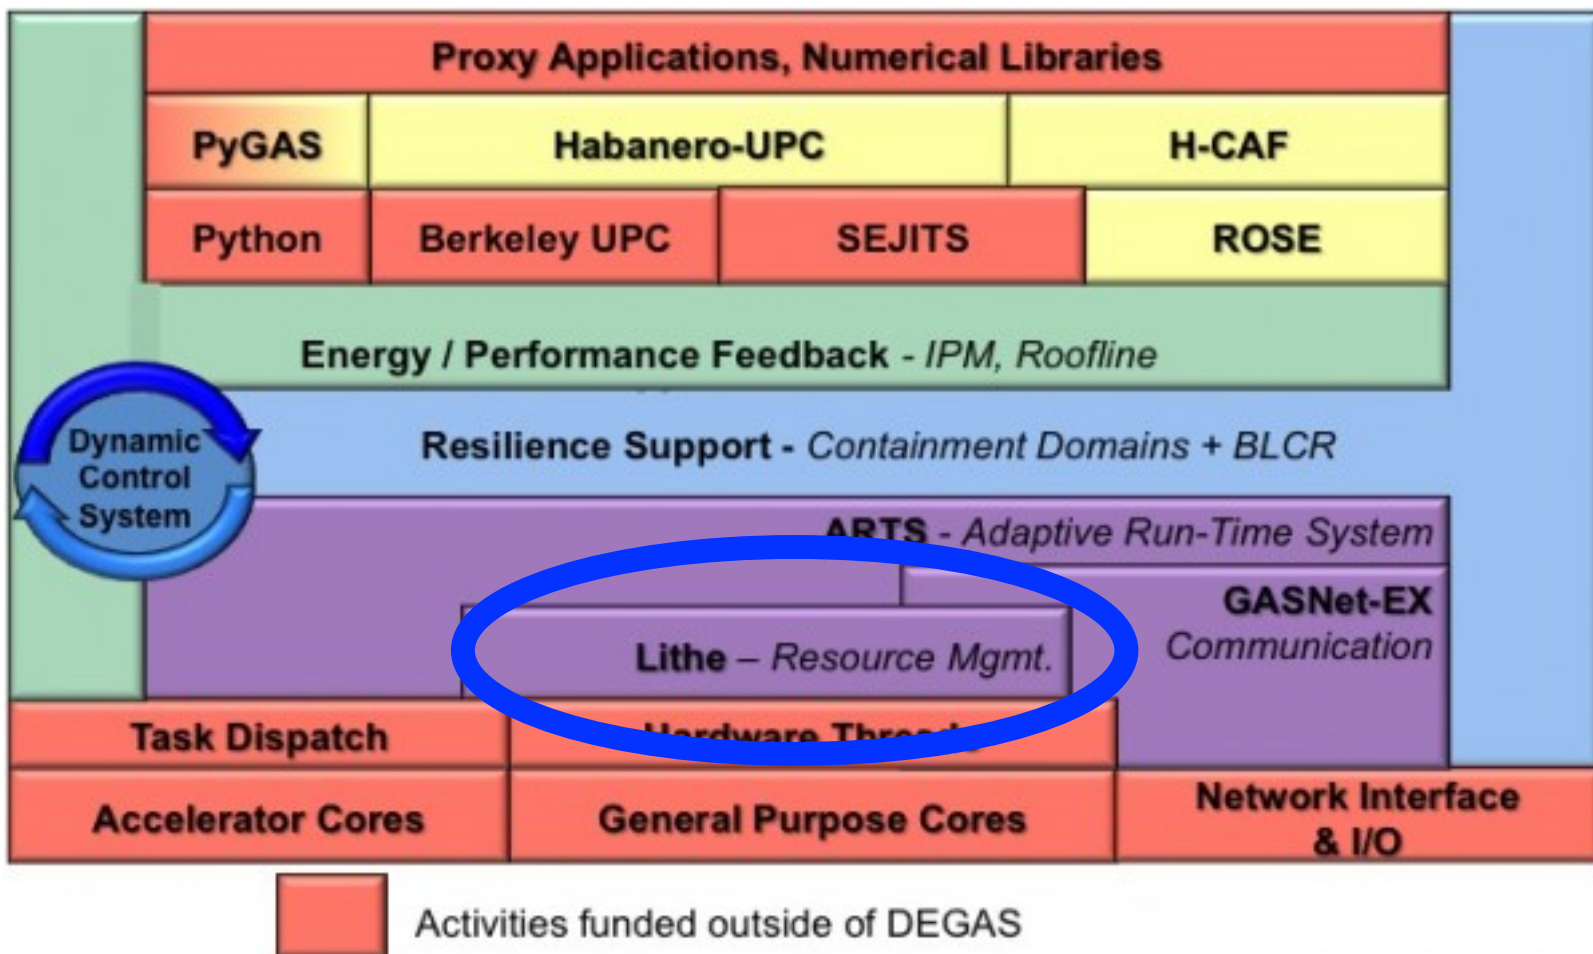 Proxy Applications, Numerical Libraries
PyGAS
Habanero-UPC
H-CAF
Python
Berkeley UPC
SEJITS
ROSE
Energy / Performance Feedback - IPM, Roofline
Dynamic
Control
System
Resilience Support - Containment Domains + BLCR
ARTS - Adaptive Run-Time System
GASNet-EX
Communication
Lithe – Resource Mgmt.
Task Dispatch
Hardware Threads
Accelerator Cores
General Purpose Cores
Network Interface
& I/O
Activities funded outside of DEGAS